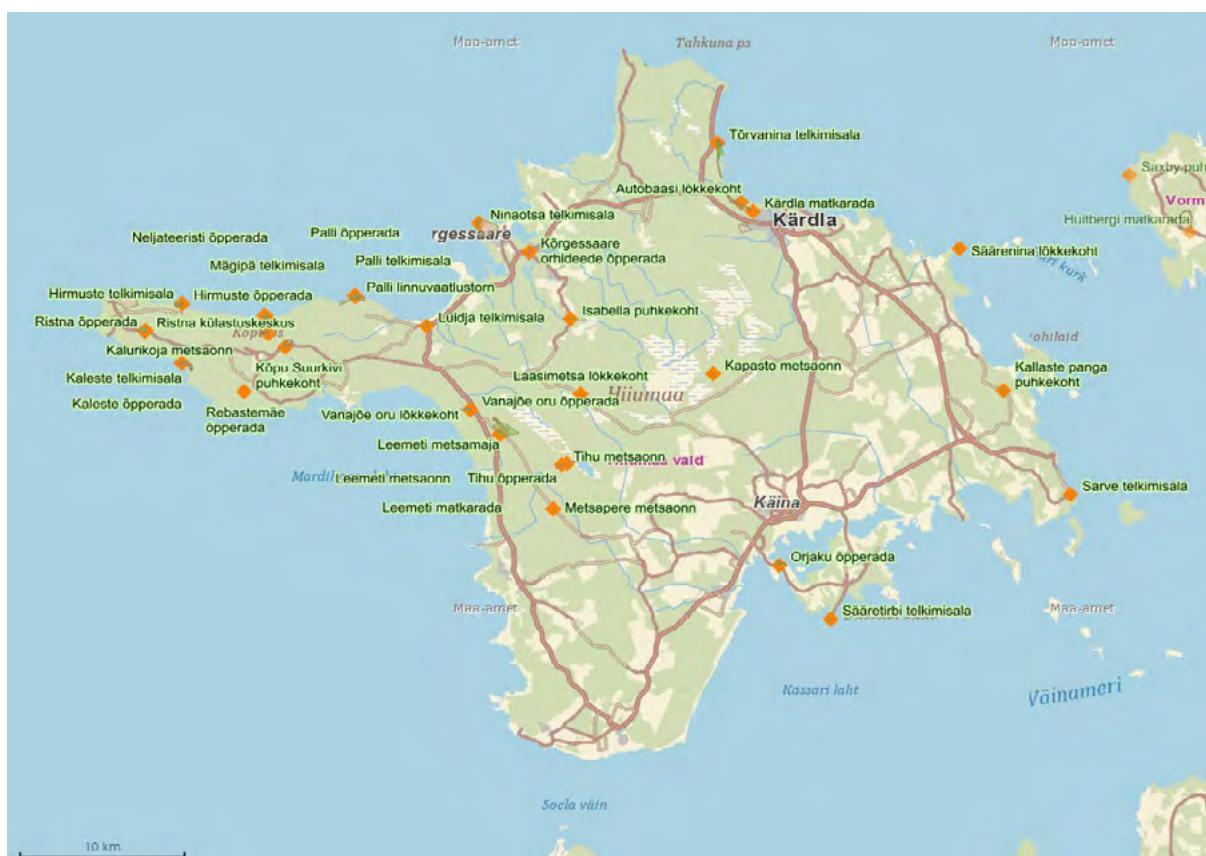 Maa-amet
Tahkuna ps
Maa-amet
Tõrvanina telkimisala
Saxby puh
Autobaasi lõkkekoht
Vorm
Kärdla matkarada
Ninaotsa telkimisala
Kärdla
Huitbergi matkarada
Neljateeristi õpperada
Palli õpperada
rgessaare
Kõrgessaare
orhideede õpperada
Säärenina lõkkekoht
kurk
Mägipä telkimisala
Palli telkimisala
Palli linnuvaatlustorn
Hirmuste telkimisala
Hirmuste õpperada
Ristna õpperada
Ristna külastuskeskus
Luidja telkimisala
Isabella puhkekoht
ohilaid
Kalurikoja metsaonn
Kõpu Suurkivi
puhkekoht
Kapasto metsaonn
Kallaste panga
puhkekoht
Kaleste telkimisala
Laasimetsa lõkkekoht
Hiiumaa
Kaleste õpperada
Rebastemäe
õpperada
Vanajõe oru lõkkekoht
Vanajõe oru õpperada
Leemeti metsamaja
Tihu metsaonn
vald
Leemeti metsaonn
Tihu õpperada
Sarve telkimisala
Leemeti matkarada
Metsapere metsaonn
Käina
Orjaku õpperada
Maa-amet
Sääretirbi telkimisala
Maa-amet
Kassari laht
Väinameri
Soela väin
10 km